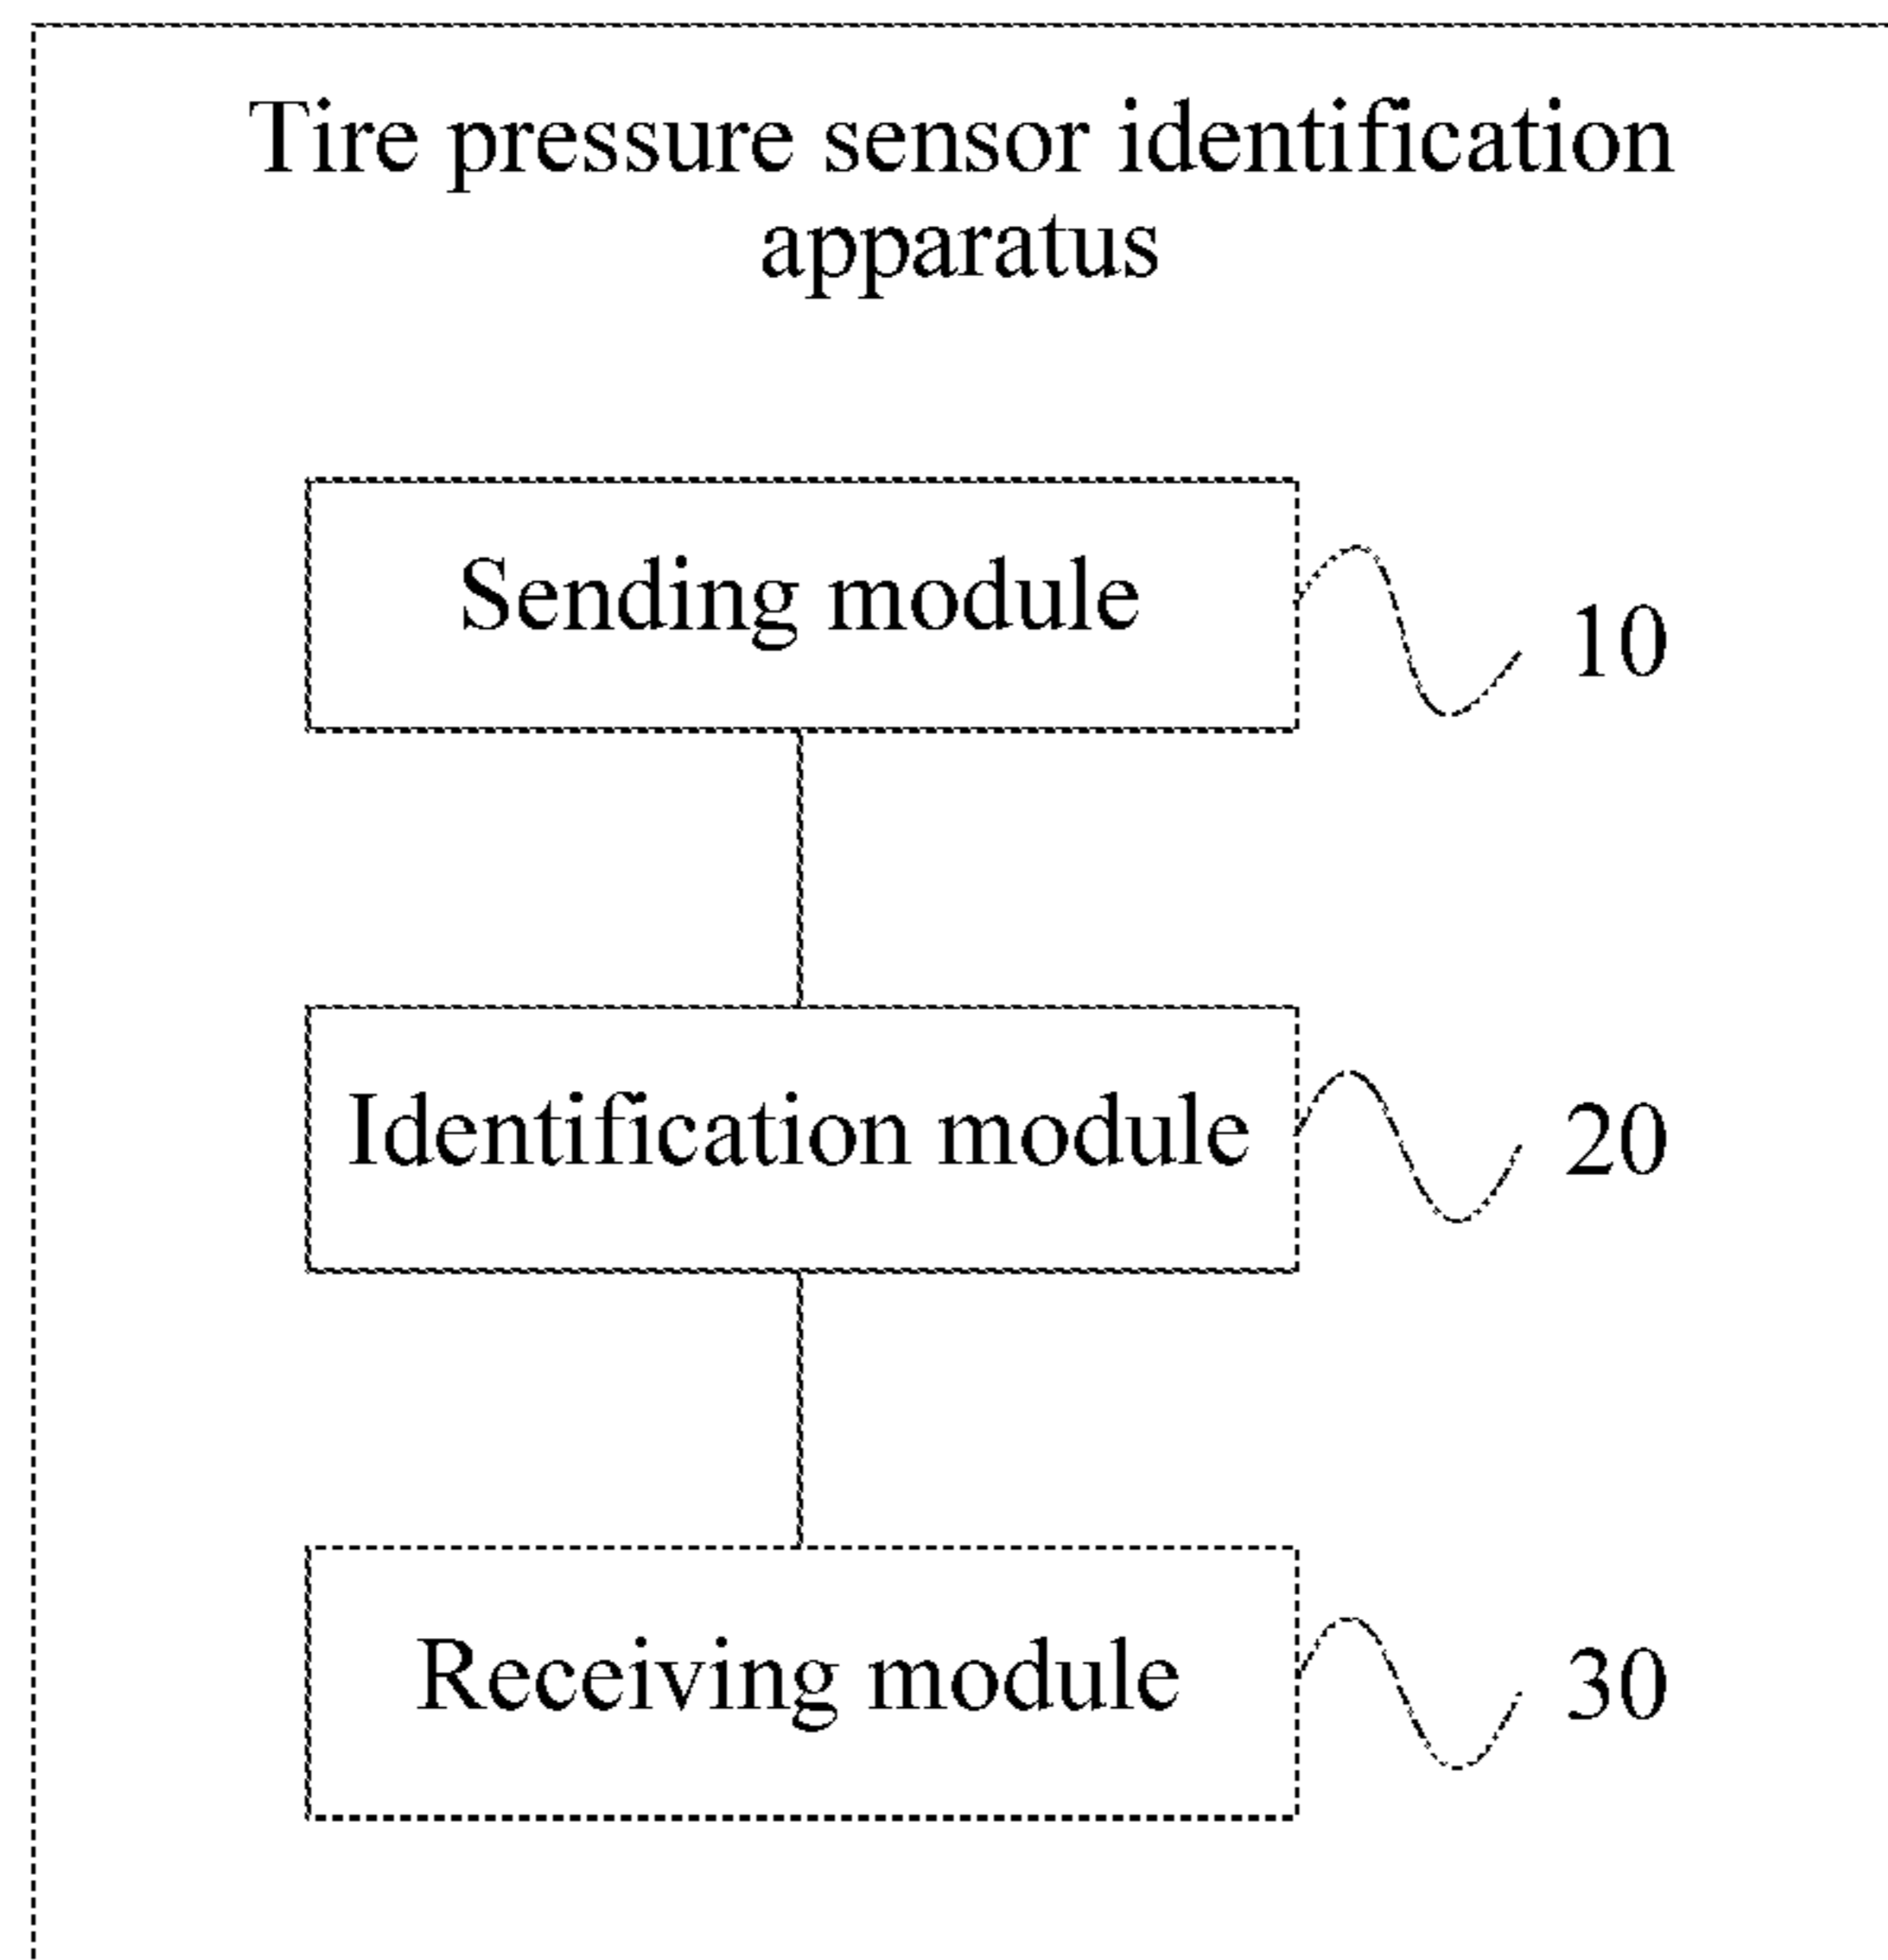 Tire pressure sensor identification
apparatus
Sending module
10
Identification module
20
Receiving module
30